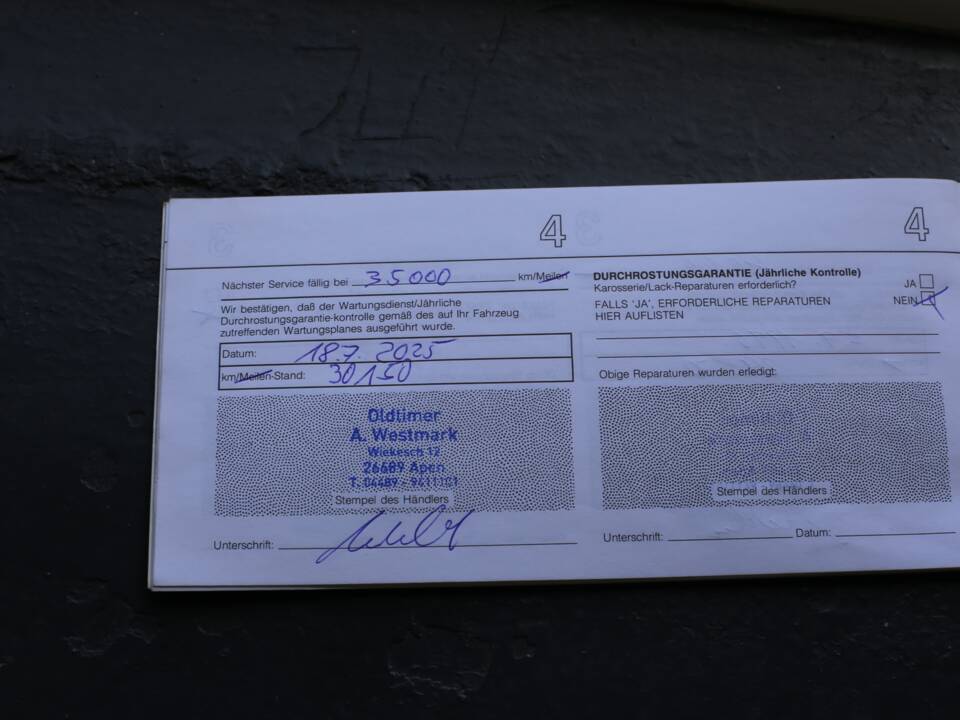 4
Nächster Service fällig bei 35000 km/Meilen
Wir bestätigen, daß der Wartungsdienst/Jährliche
Durchrostungsgarantie-kontrolle gemäß des auf Ihr Fahrzeug
zutreffenden Wartungsplanes ausgeführt wurde.
Datum: 18.7.2025
km/Meilen-Stand: 30150
Oldtimer
A. Westmark
Wiekesch 12
26689 Apen
T. 04489 - 9411101
Stempel des Händlers
Unterschrift:
4
DURCHROSTUNGSGARANTIE (Jährliche Kontrolle)
Karosserie/Lack-Reparaturen erforderlich?
JA
FALLS 'JA', ERFORDERLICHE REPARATUREN
NEIN
HIER AUFLISTEN
Obige Reparaturen wurden erledigt:
Stempel des Händlers
Unterschrift: Datum: